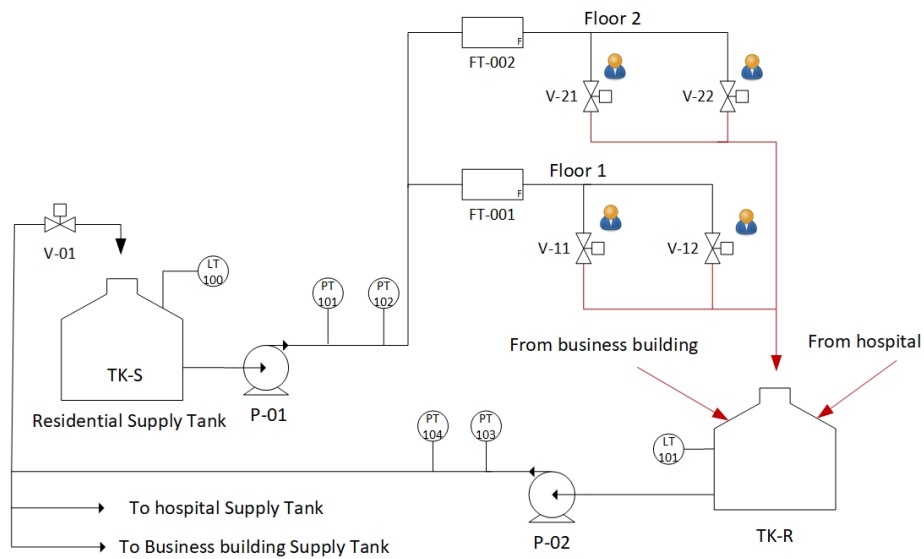 Floor 2
F
FT-002
V-21
V-22
Floor 1
F
FT-001
V-11
V-12
V-01
LT
100
PT
101
PT
102
TK-S
P-01
Residential Supply Tank
From business
building
From hospital
PT
104
PT
103
LT
101
To hospital Supply Tank
To Business building Supply Tank
P-02
TK-R